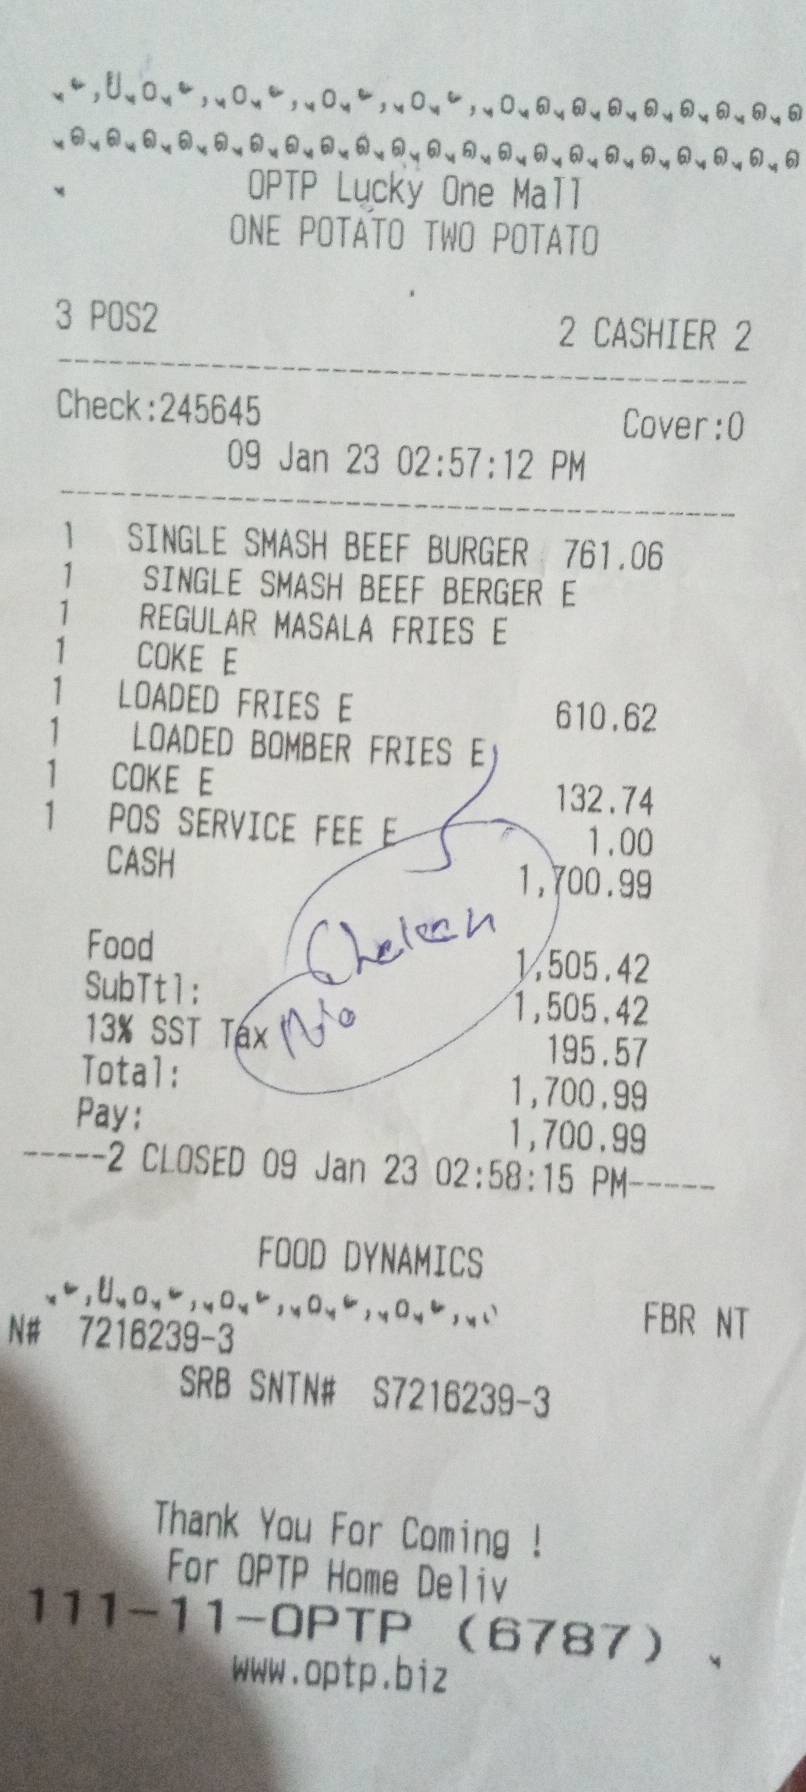 OPTP Lucky One Mall
ONE POTATO TWO POTATO
3 POS2 2 CASHIER 2
Check:245645 Cover:0
09 Jan 23 02:57:12 PM
1 SINGLE SMASH BEEF BURGER 761.06
1 SINGLE SMASH BEEF BERGER E
1 REGULAR MASALA FRIES E
1 COKE E
1 LOADED FRIES E 610.62
1 LOADED BOMBER FRIES E
1 COKE E 132.74
1 POS SERVICE FEE E 1.00
CASH 1,700.99
No
Food 1,505.42
SubTtl: 1,505.42
13% SST Tax 195.57
Total: 1,700.99
Pay: 1,700.99
-----2 CLOSED 09 Jan 23 02:58:15 PM-----
FOOD DYNAMICS
FBR NT
N# 7216239-3
SRB SNTN# S7216239-3
Thank You For Coming !
For OPTP Home Deliv
111-11-OPTP (6787)
www.optp.biz